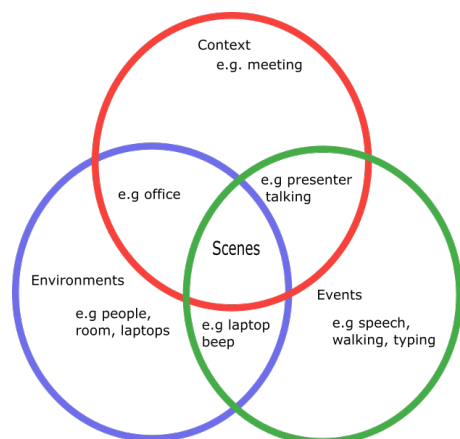 Context
e.g. meeting
e.g office
e.g presenter
talking
Scenes
Environments
e.g people,
room, laptops
Events
e.g speech,
walking, typing
e.g laptop
beep